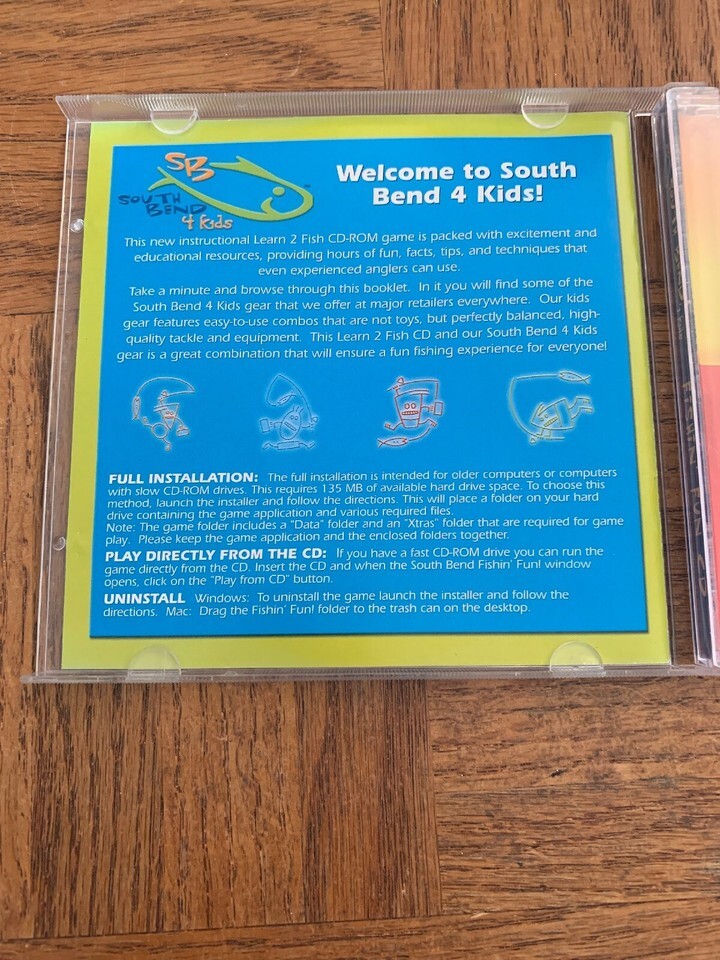 SB
SOUTH
BEND
4 Kids
Welcome to South
Bend 4 Kids!
This new instructional Learn 2 Fish CD-ROM game is packed with excitement and
educational resources, providing hours of fun, facts, tips, and techniques that
even experienced anglers can use.
Take a minute and browse through this booklet. In it you will find some of the
South Bend 4 Kids gear that we offer at major retailers everywhere. Our kids
gear features easy-to-use combos that are not toys, but perfectly balanced, high-
quality tackle and equipment. This Learn 2 Fish CD and our South Bend 4 Kids
gear is a great combination that will ensure a fun fishing experience for everyone!
FULL INSTALLATION: The full installation is intended for older computers or computers
with slow CD-ROM drives. This requires 135 MB of available hard drive space. To choose this
method, launch the installer and follow the directions. This will place a folder on your hard
drive containing the game application and various required files.
Note: The game folder includes a "Data" folder and an "Xtras" folder that are required for game
play. Please keep the game application and the enclosed folders together.
PLAY DIRECTLY FROM THE CD: If you have a fast CD-ROM drive you can run the
game directly from the CD. Insert the CD and when the South Bend Fishin' Fun! window
opens, click on the "Play from CD" button.
UNINSTALL Windows: To uninstall the game launch the installer and follow the
directions. Mac: Drag the Fishin' Fun! folder to the trash can on the desktop.